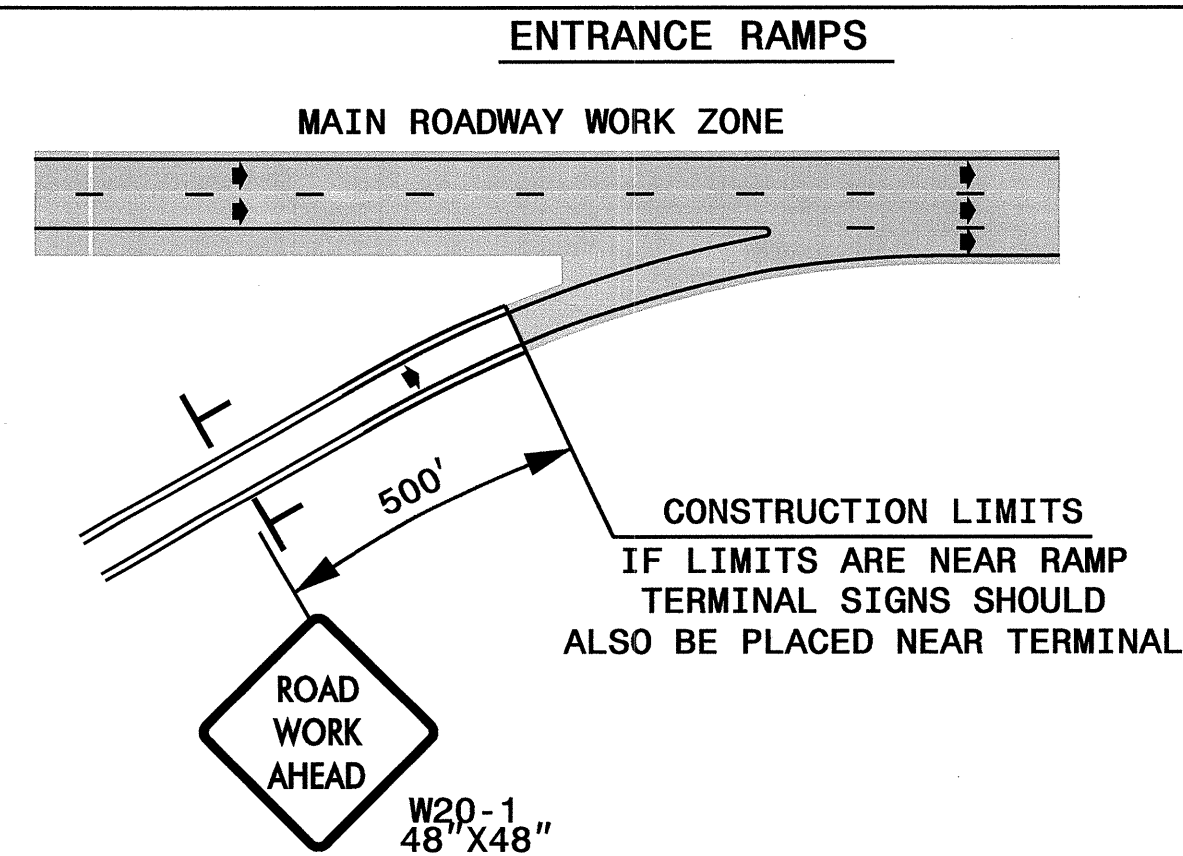 ENTRANCE RAMPS
MAIN ROADWAY WORK ZONE
500'
CONSTRUCTION LIMITS
IF LIMITS ARE NEAR RAMP
TERMINAL SIGNS SHOULD
ALSO BE PLACED NEAR TERMINAL
ROAD
WORK
AHEAD
W20-1
48"X48"